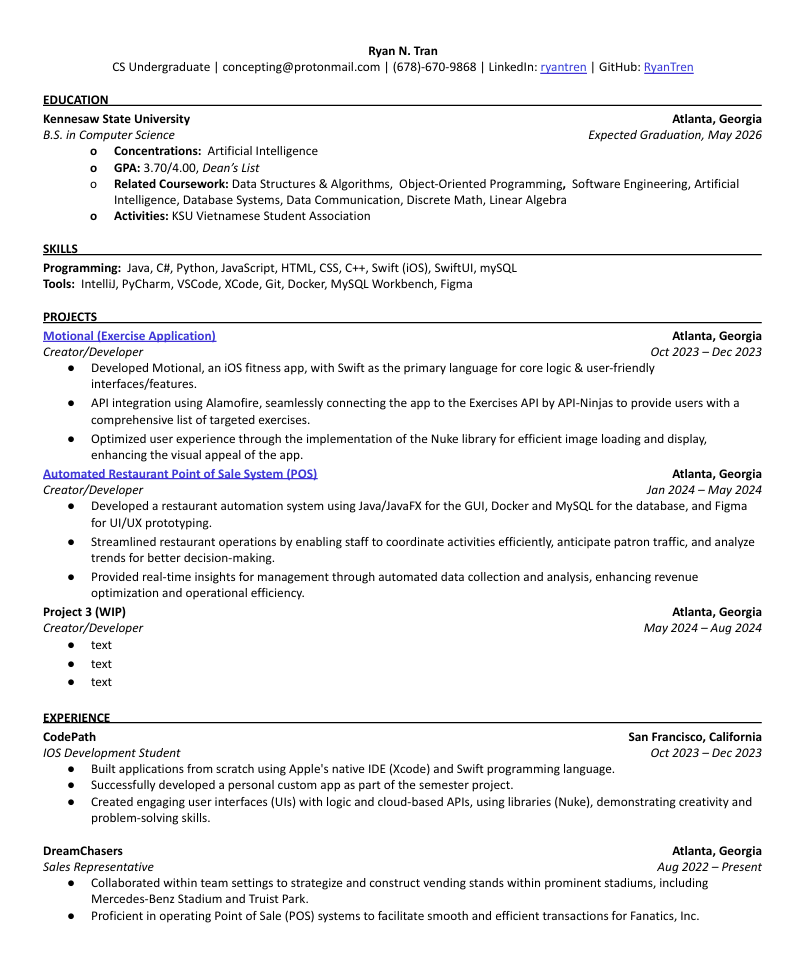 Ryan N. Tran
CS Undergraduate | concepting@protonmail.com | (678)-670-9868 | LinkedIn: ryantren | GitHub: RyanTren
EDUCATION
Kennesaw State University Atlanta, Georgia
B.S. in Computer Science Expected Graduation, May 2026
o Concentrations: Artificial Intelligence
o GPA: 3.70/4.00, Dean's List
o Related Coursework: Data Structures & Algorithms, Object-Oriented Programming, Software Engineering, Artificial
Intelligence, Database Systems, Data Communication, Discrete Math, Linear Algebra
o Activities: KSU Vietnamese Student Association
SKILLS
Programming: Java, C#, Python, JavaScript, HTML, CSS, C++, Swift (iOS), SwiftUI, mySQL
Tools: IntelliJ, PyCharm, VSCode, XCode, Git, Docker, MySQL Workbench, Figma
PROJECTS
Motional (Exercise Application) Atlanta, Georgia
Creator/Developer Oct 2023 – Dec 2023
● Developed Motional, an iOS fitness app, with Swift as the primary language for core logic & user-friendly
interfaces/features.
● API integration using Alamofire, seamlessly connecting the app to the Exercises API by API-Ninjas to provide users with a
comprehensive list of targeted exercises.
● Optimized user experience through the implementation of the Nuke library for efficient image loading and display,
enhancing the visual appeal of the app.
Automated Restaurant Point of Sale System (POS) Atlanta, Georgia
Creator/Developer Jan 2024 – May 2024
● Developed a restaurant automation system using Java/JavaFX for the GUI, Docker and MySQL for the database, and Figma
for UI/UX prototyping.
● Streamlined restaurant operations by enabling staff to coordinate activities efficiently, anticipate patron traffic, and analyze
trends for better decision-making.
● Provided real-time insights for management through automated data collection and analysis, enhancing revenue
optimization and operational efficiency.
Project 3 (WIP) Atlanta, Georgia
Creator/Developer May 2024 – Aug 2024
● text
● text
● text
EXPERIENCE
CodePath San Francisco, California
IOS Development Student Oct 2023 – Dec 2023
● Built applications from scratch using Apple's native IDE (Xcode) and Swift programming language.
● Successfully developed a personal custom app as part of the semester project.
● Created engaging user interfaces (UIs) with logic and cloud-based APIs, using libraries (Nuke), demonstrating creativity and
problem-solving skills.
DreamChasers Atlanta, Georgia
Sales Representative Aug 2022 – Present
● Collaborated within team settings to strategize and construct vending stands within prominent stadiums, including
Mercedes-Benz Stadium and Truist Park.
● Proficient in operating Point of Sale (POS) systems to facilitate smooth and efficient transactions for Fanatics, Inc.